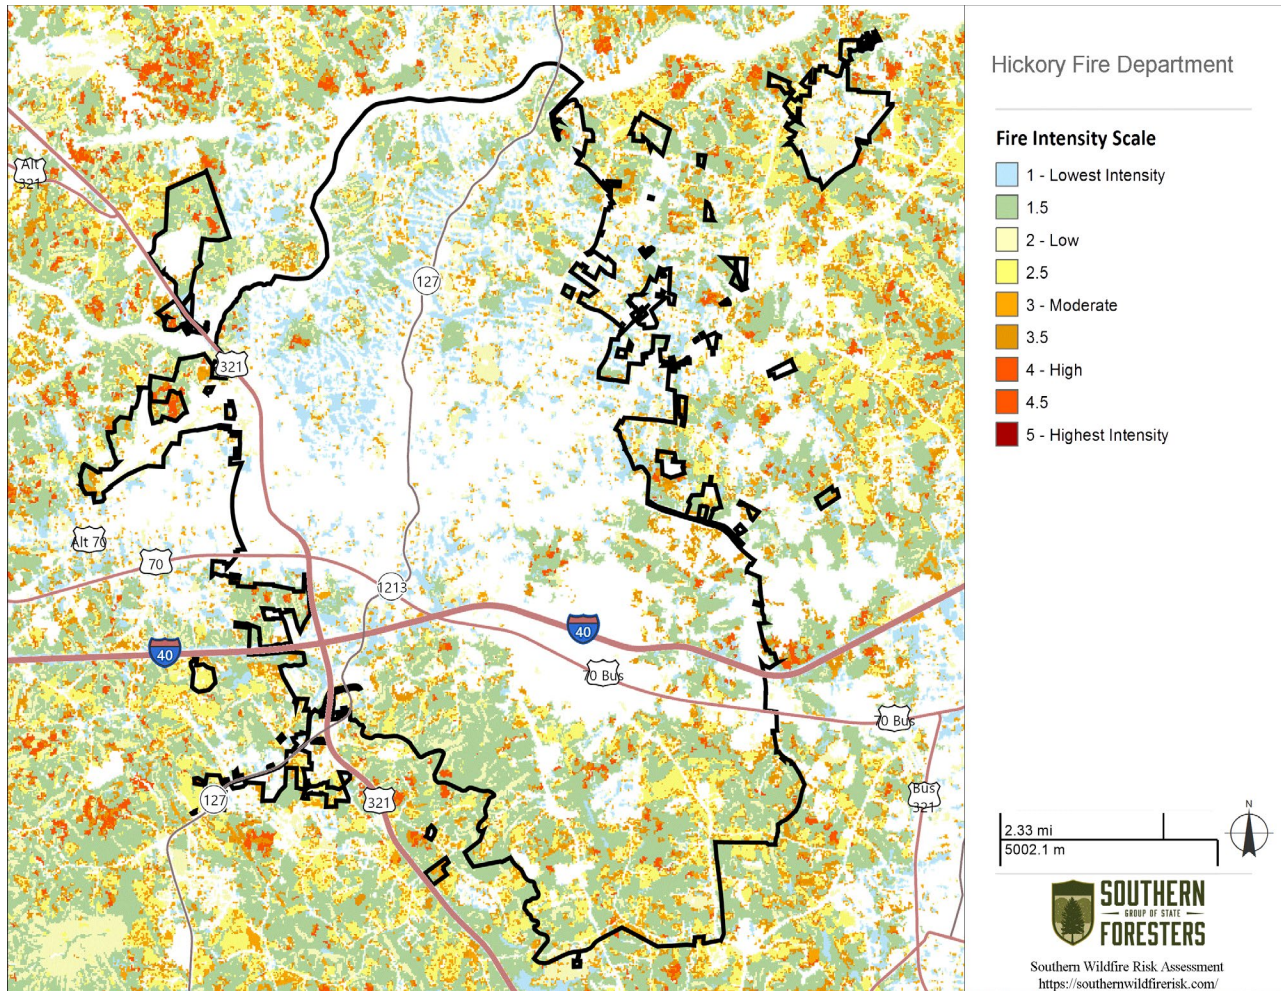 Hickory Fire Department
Fire Intensity Scale
1 - Lowest Intensity
1.5
2 - Low
2.5
3 - Moderate
3.5
4 - High
4.5
5 - Highest Intensity
Alt
321
127
321
Alt 70
70
1213
40
40
70 Bus
70 Bus
127
321
Bus
321
N
2.33 mi
5002.1 m
SOUTHERN
GROUP OF STATE
FORESTERS
Southern Wildfire Risk Assessment
https://southernwildfirerisk.com/